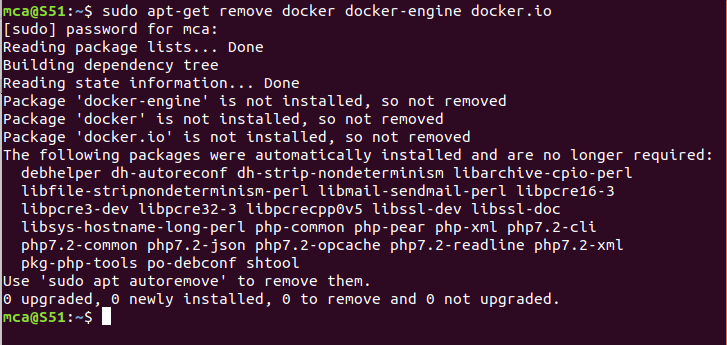 mca@S51:~$ sudo apt-get remove docker docker-engine docker.io
[sudo] password for mca:
Reading package lists... Done
Building dependency tree
Reading state information... Done
Package 'docker-engine' is not installed, so not removed
Package 'docker' is not installed, so not removed
Package 'docker.io' is not installed, so not removed
The following packages were automatically installed and are no longer required:
  debhelper dh-autoreconf dh-strip-nondeterminism libarchive-cpio-perl
  libfile-stripnondeterminism-perl libmail-sendmail-perl libpcre16-3
  libpcre3-dev libpcre32-3 libpcrecpp0v5 libssl-dev libssl-doc
  libsys-hostname-long-perl php-common php-pear php-xml php7.2-cli
  php7.2-common php7.2-json php7.2-opcache php7.2-readline php7.2-xml
  pkg-php-tools po-debconf shtool
Use 'sudo apt autoremove' to remove them.
0 upgraded, 0 newly installed, 0 to remove and 0 not upgraded.
mca@S51:~$